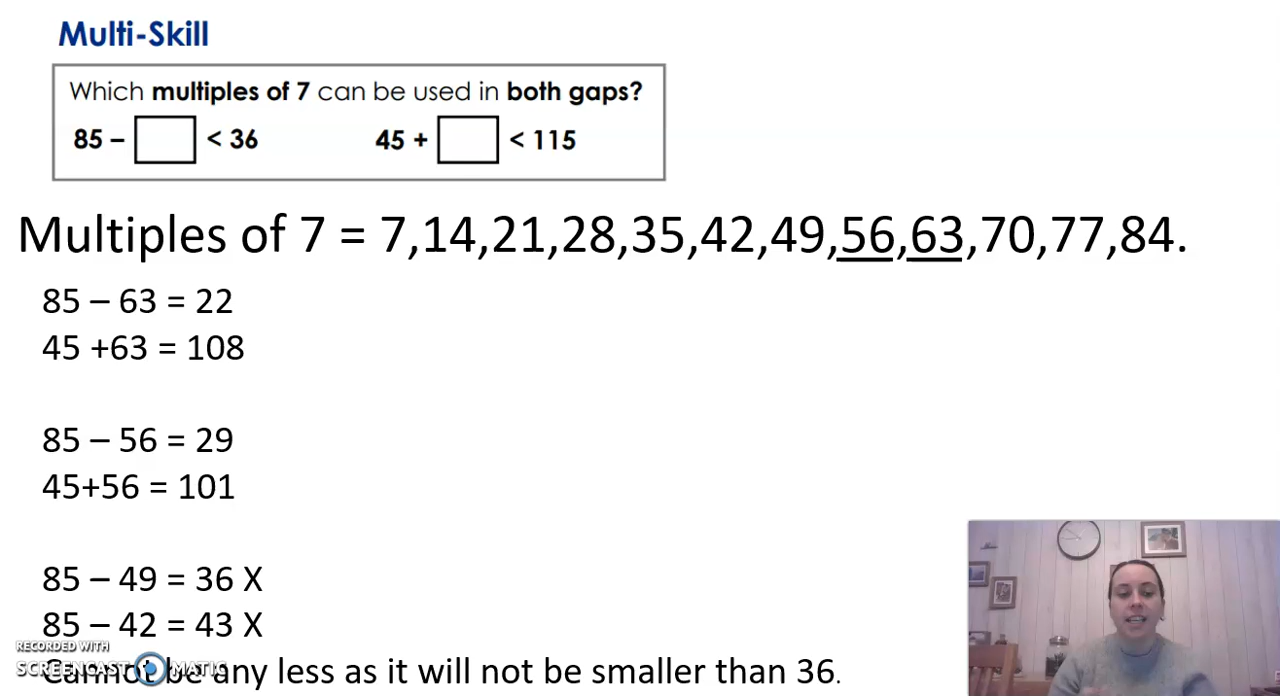 Multi-Skill
Which multiples of 7 can be used in both gaps?
85 – < 36 45 + < 115
Multiples of 7 = 7,14,21,28,35,42,49,56,63,70,77,84.
85 – 63 = 22
45 +63 = 108
85 – 56 = 29
45+56 = 101
85 – 49 = 36 X
85 – 42 = 43 X
RECORDED WITH
SCREENCAST MATIC
Cannot be any less as it will not be smaller than 36.